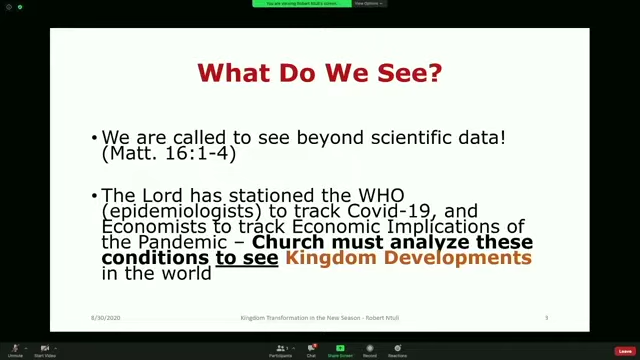 You are viewing Robert Ntuli's screen
View Options
What Do We See?
• We are called to see beyond scientific data!
(Matt. 16:1-4)
• The Lord has stationed the WHO
(epidemiologists) to track Covid-19, and
Economists to track Economic Implications of
the Pandemic – Church must analyze these
conditions to see Kingdom Developments
in the world
6/30/2020 Kingdom Transformation in the New Season - Robert Ntuli 3
Unmute Start Video Participants 1 Chat Share Screen Record Reactions Leave